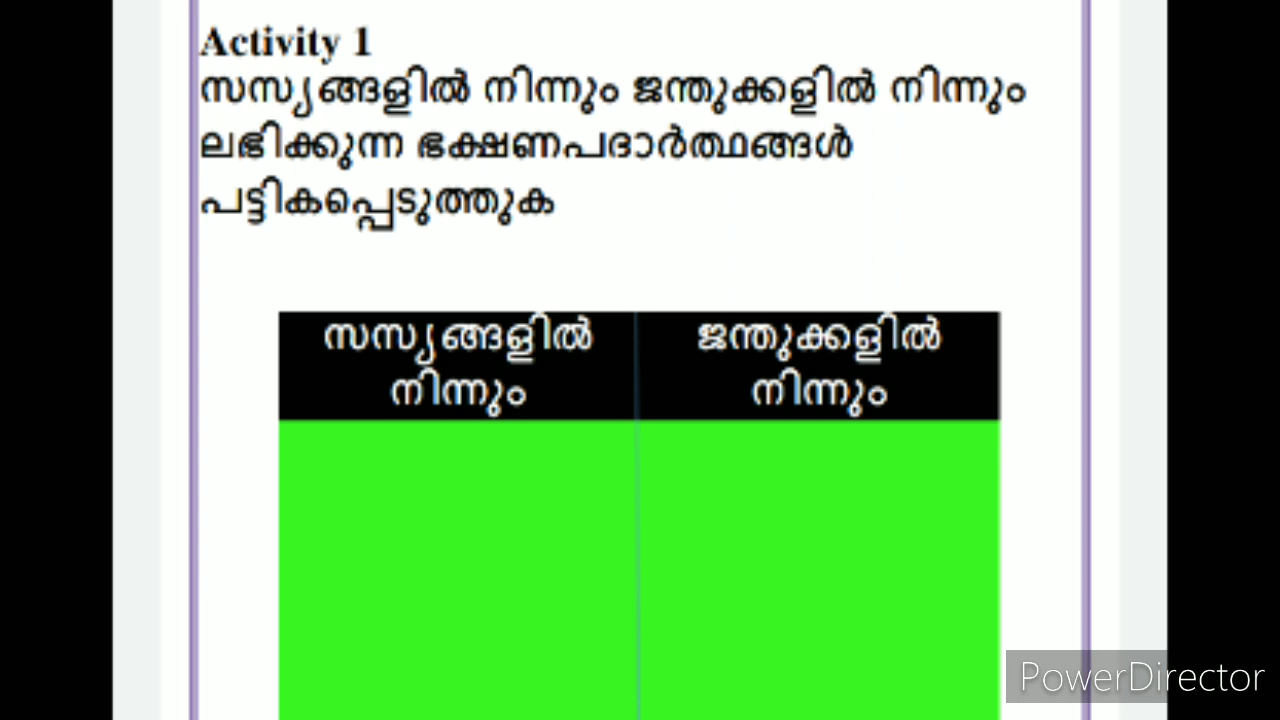 Activity 1
സസ്യങ്ങളിൽ നിന്നും ജന്തുക്കളിൽ നിന്നും
ലഭിക്കുന്ന ഭക്ഷണപദാർത്ഥങ്ങൾ
പട്ടികപ്പെടുത്തുക
സസ്യങ്ങളിൽ
നിന്നും
ജന്തുക്കളിൽ
നിന്നും
PowerDirector